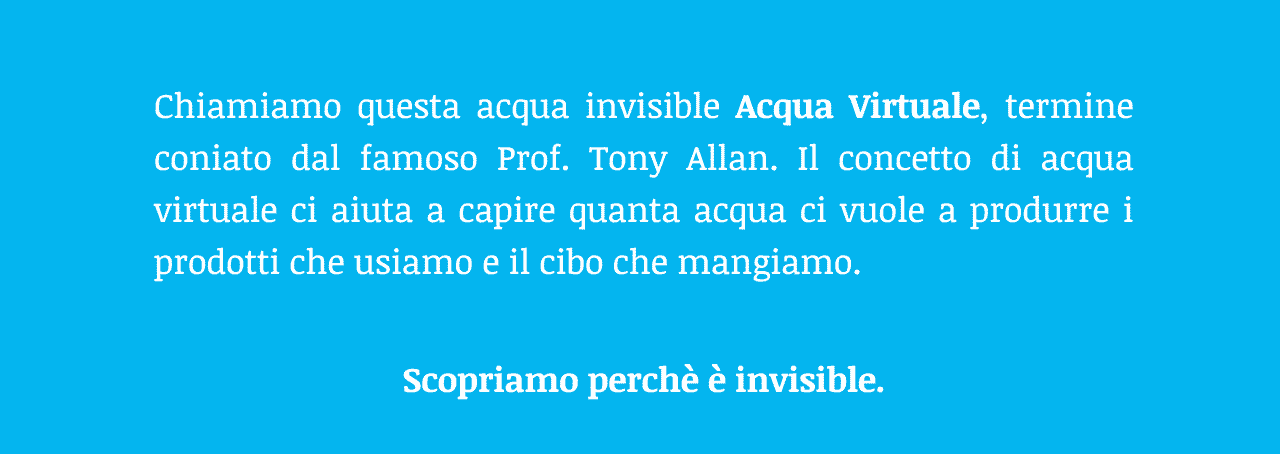 Chiamiamo questa acqua invisible Acqua Virtuale, termine
coniato dal famoso Prof. Tony Allan. Il concetto di acqua
virtuale ci aiuta a capire quanta acqua ci vuole a produrre i
prodotti che usiamo e il cibo che mangiamo.
Scopriamo perchè è invisible.